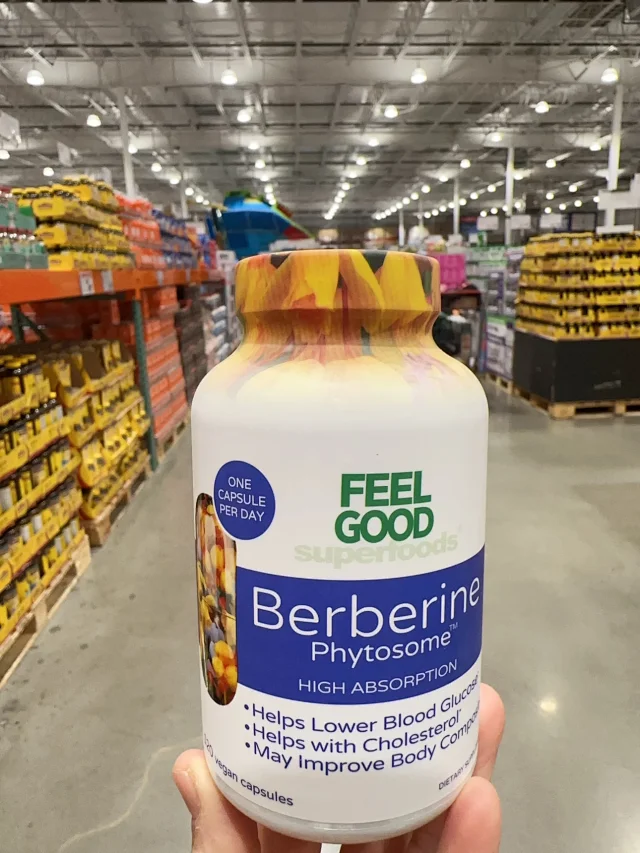 ONE
CAPSULE
PER DAY
FEEL
GOOD
superfoods®
Berberine
Phytosome™
HIGH ABSORPTION
•Helps Lower Blood Glucose
•Helps with Cholesterol*
•May Improve Body
vegan capsules
DIETARY